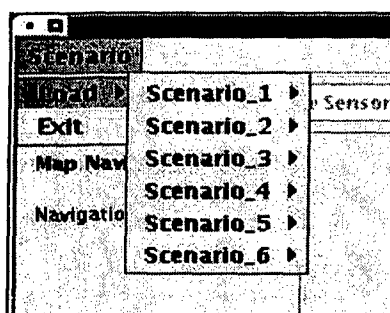 Scenario
Load
Scenario_1
Scenario_2
Scenario_3
Scenario_4
Scenario_5
Scenario_6
Exit
Map Nav
Navigatio
e Sensor